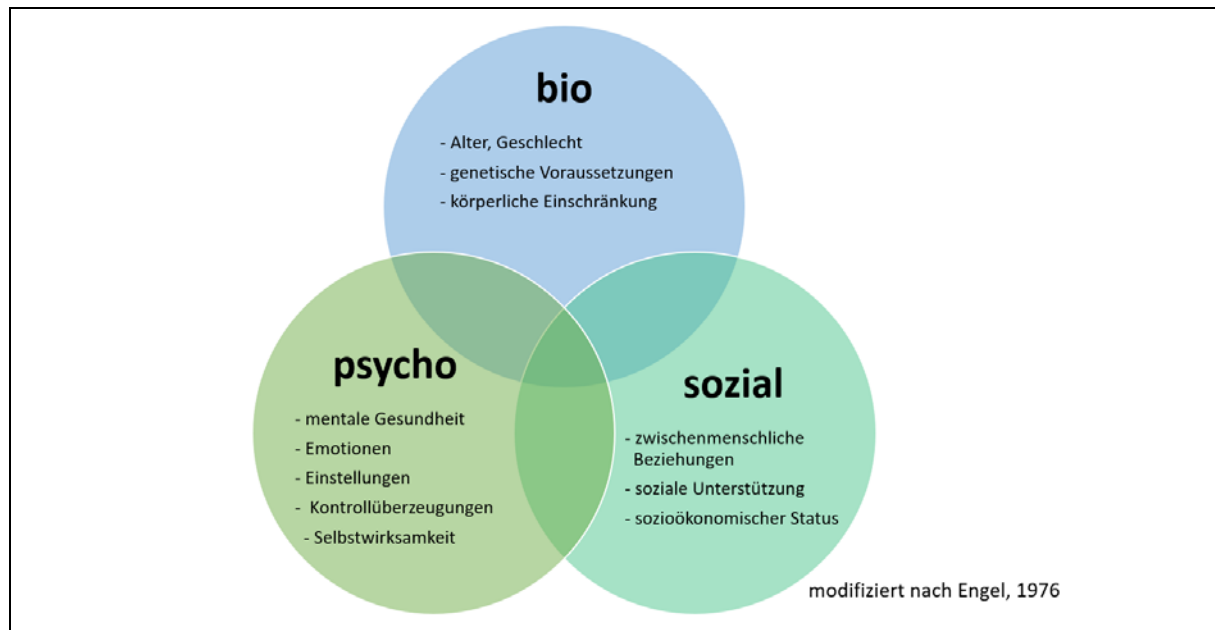 bio
- Alter, Geschlecht
- genetische Voraussetzungen
- körperliche Einschränkung
psycho
- mentale Gesundheit
- Emotionen
- Einstellungen
- Kontrollüberzeugungen
- Selbstwirksamkeit
sozial
- zwischenmenschliche
Beziehungen
- soziale Unterstützung
- sozioökonomischer Status
modifiziert nach Engel, 1976